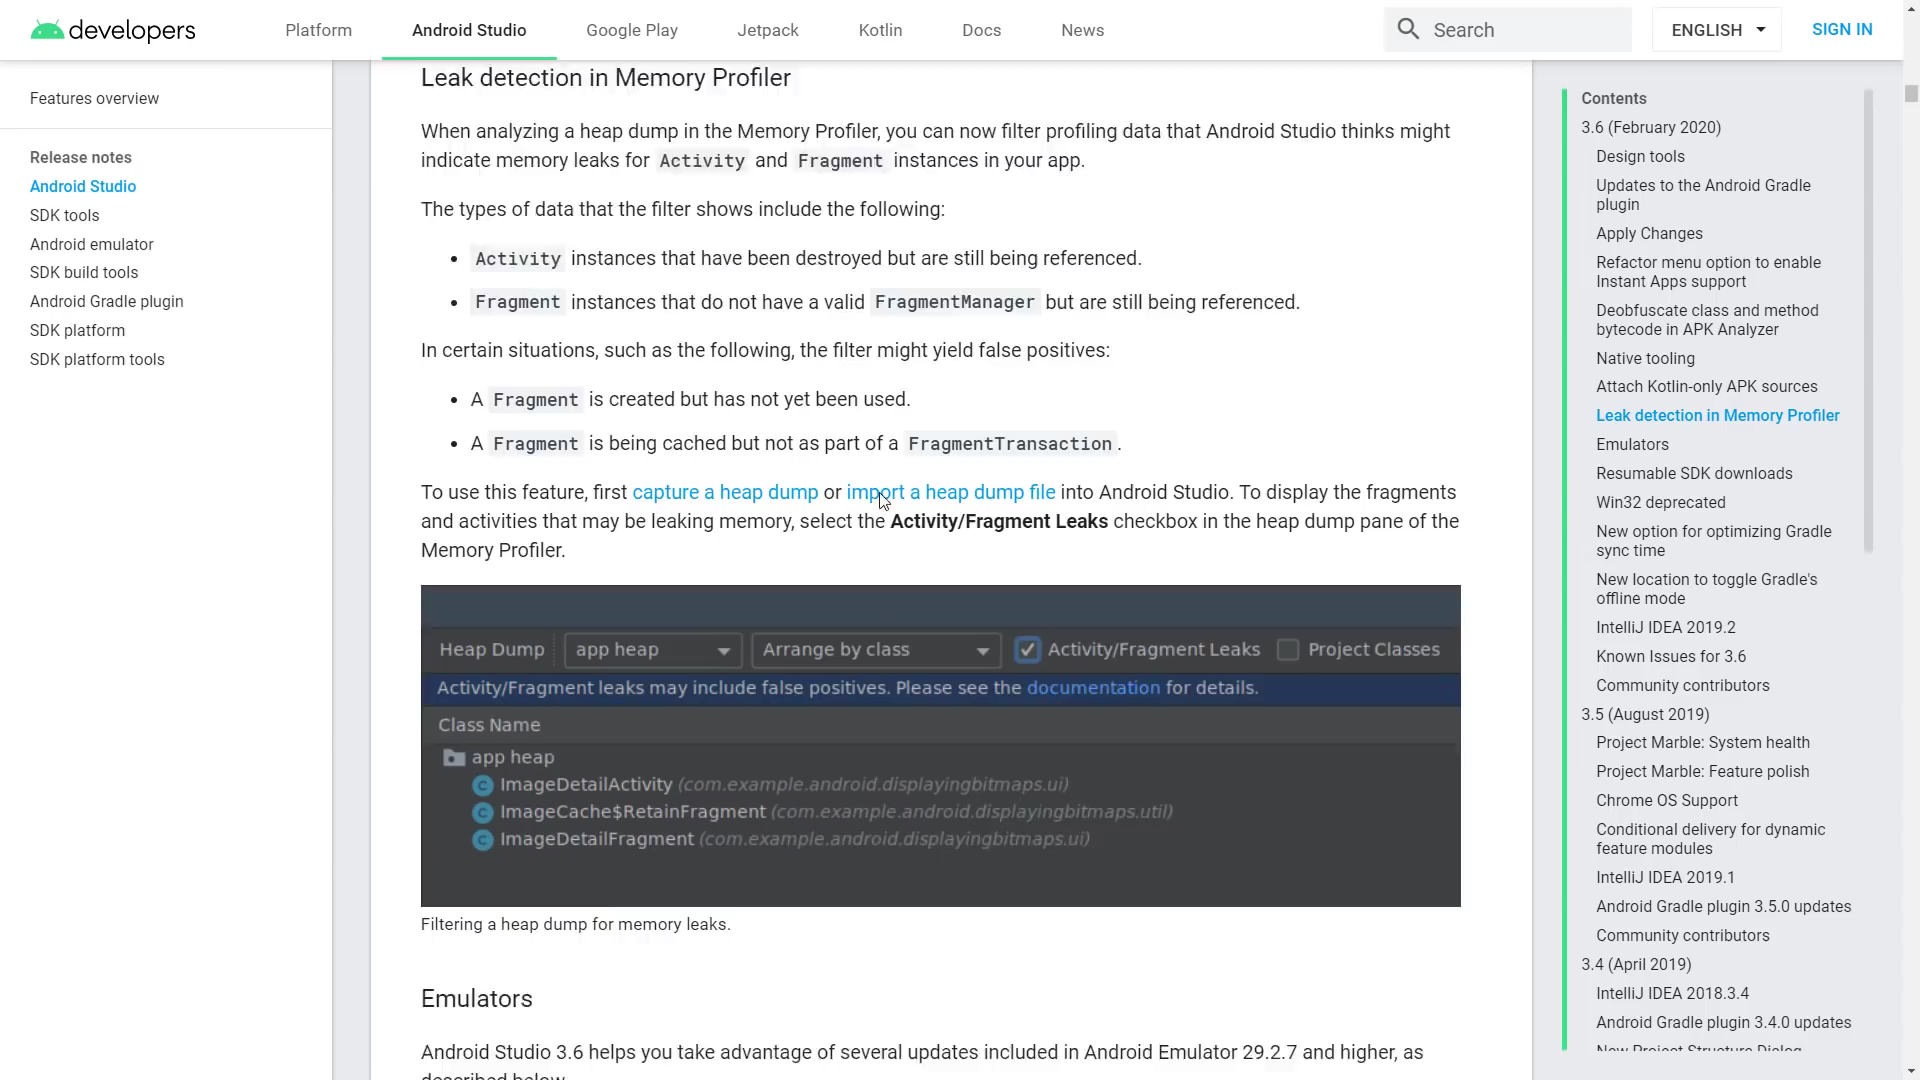 developers
Platform
Android Studio
Google Play
Jetpack
Kotlin
Docs
News
Search
ENGLISH
SIGN IN
Features overview
Release notes
Android Studio
SDK tools
Android emulator
SDK build tools
Android Gradle plugin
SDK platform
SDK platform tools
Leak detection in Memory Profiler
When analyzing a heap dump in the Memory Profiler, you can now filter profiling data that Android Studio thinks might
indicate memory leaks for Activity and Fragment instances in your app.
The types of data that the filter shows include the following:
• Activity instances that have been destroyed but are still being referenced.
• Fragment instances that do not have a valid FragmentManager but are still being referenced.
In certain situations, such as the following, the filter might yield false positives:
• A Fragment is created but has not yet been used.
• A Fragment is being cached but not as part of a FragmentTransaction.
To use this feature, first capture a heap dump or import a heap dump file into Android Studio. To display the fragments
and activities that may be leaking memory, select the Activity/Fragment Leaks checkbox in the heap dump pane of the
Memory Profiler.
Heap Dump app heap Arrange by class Activity/Fragment Leaks Project Classes
Activity/Fragment leaks may include false positives. Please see the documentation for details.
Class Name
app heap
C ImageDetailActivity (com.example.android.displayingbitmaps.ui)
C ImageCache$RetainFragment (com.example.android.displayingbitmaps.util)
C ImageDetailFragment (com.example.android.displayingbitmaps.ui)
Filtering a heap dump for memory leaks.
Emulators
Android Studio 3.6 helps you take advantage of several updates included in Android Emulator 29.2.7 and higher, as
described below
Contents
3.6 (February 2020)
Design tools
Updates to the Android Gradle
plugin
Apply Changes
Refactor menu option to enable
Instant Apps support
Deobfuscate class and method
bytecode in APK Analyzer
Native tooling
Attach Kotlin-only APK sources
Leak detection in Memory Profiler
Emulators
Resumable SDK downloads
Win32 deprecated
New option for optimizing Gradle
sync time
New location to toggle Gradle's
offline mode
IntelliJ IDEA 2019.2
Known Issues for 3.6
Community contributors
3.5 (August 2019)
Project Marble: System health
Project Marble: Feature polish
Chrome OS Support
Conditional delivery for dynamic
feature modules
IntelliJ IDEA 2019.1
Android Gradle plugin 3.5.0 updates
Community contributors
3.4 (April 2019)
IntelliJ IDEA 2018.3.4
Android Gradle plugin 3.4.0 updates
New Project Structure Dialog